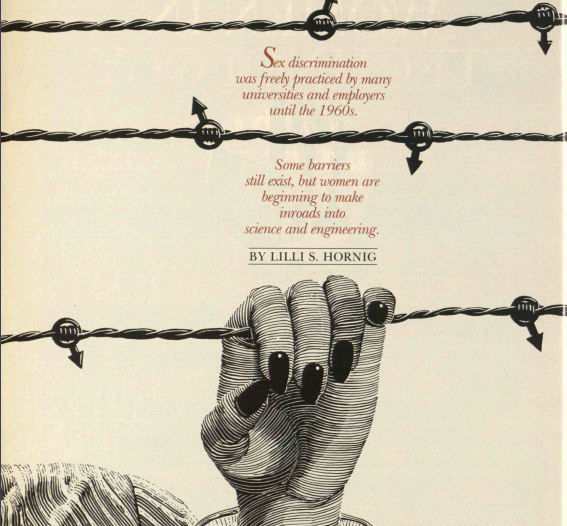 Sex discrimination
was freely practiced by many
universities and employers
until the 1960s.
Some barriers
still exist, but women are
beginning to make
inroads into
science and engineering.
BY LILLI S. HORNIG